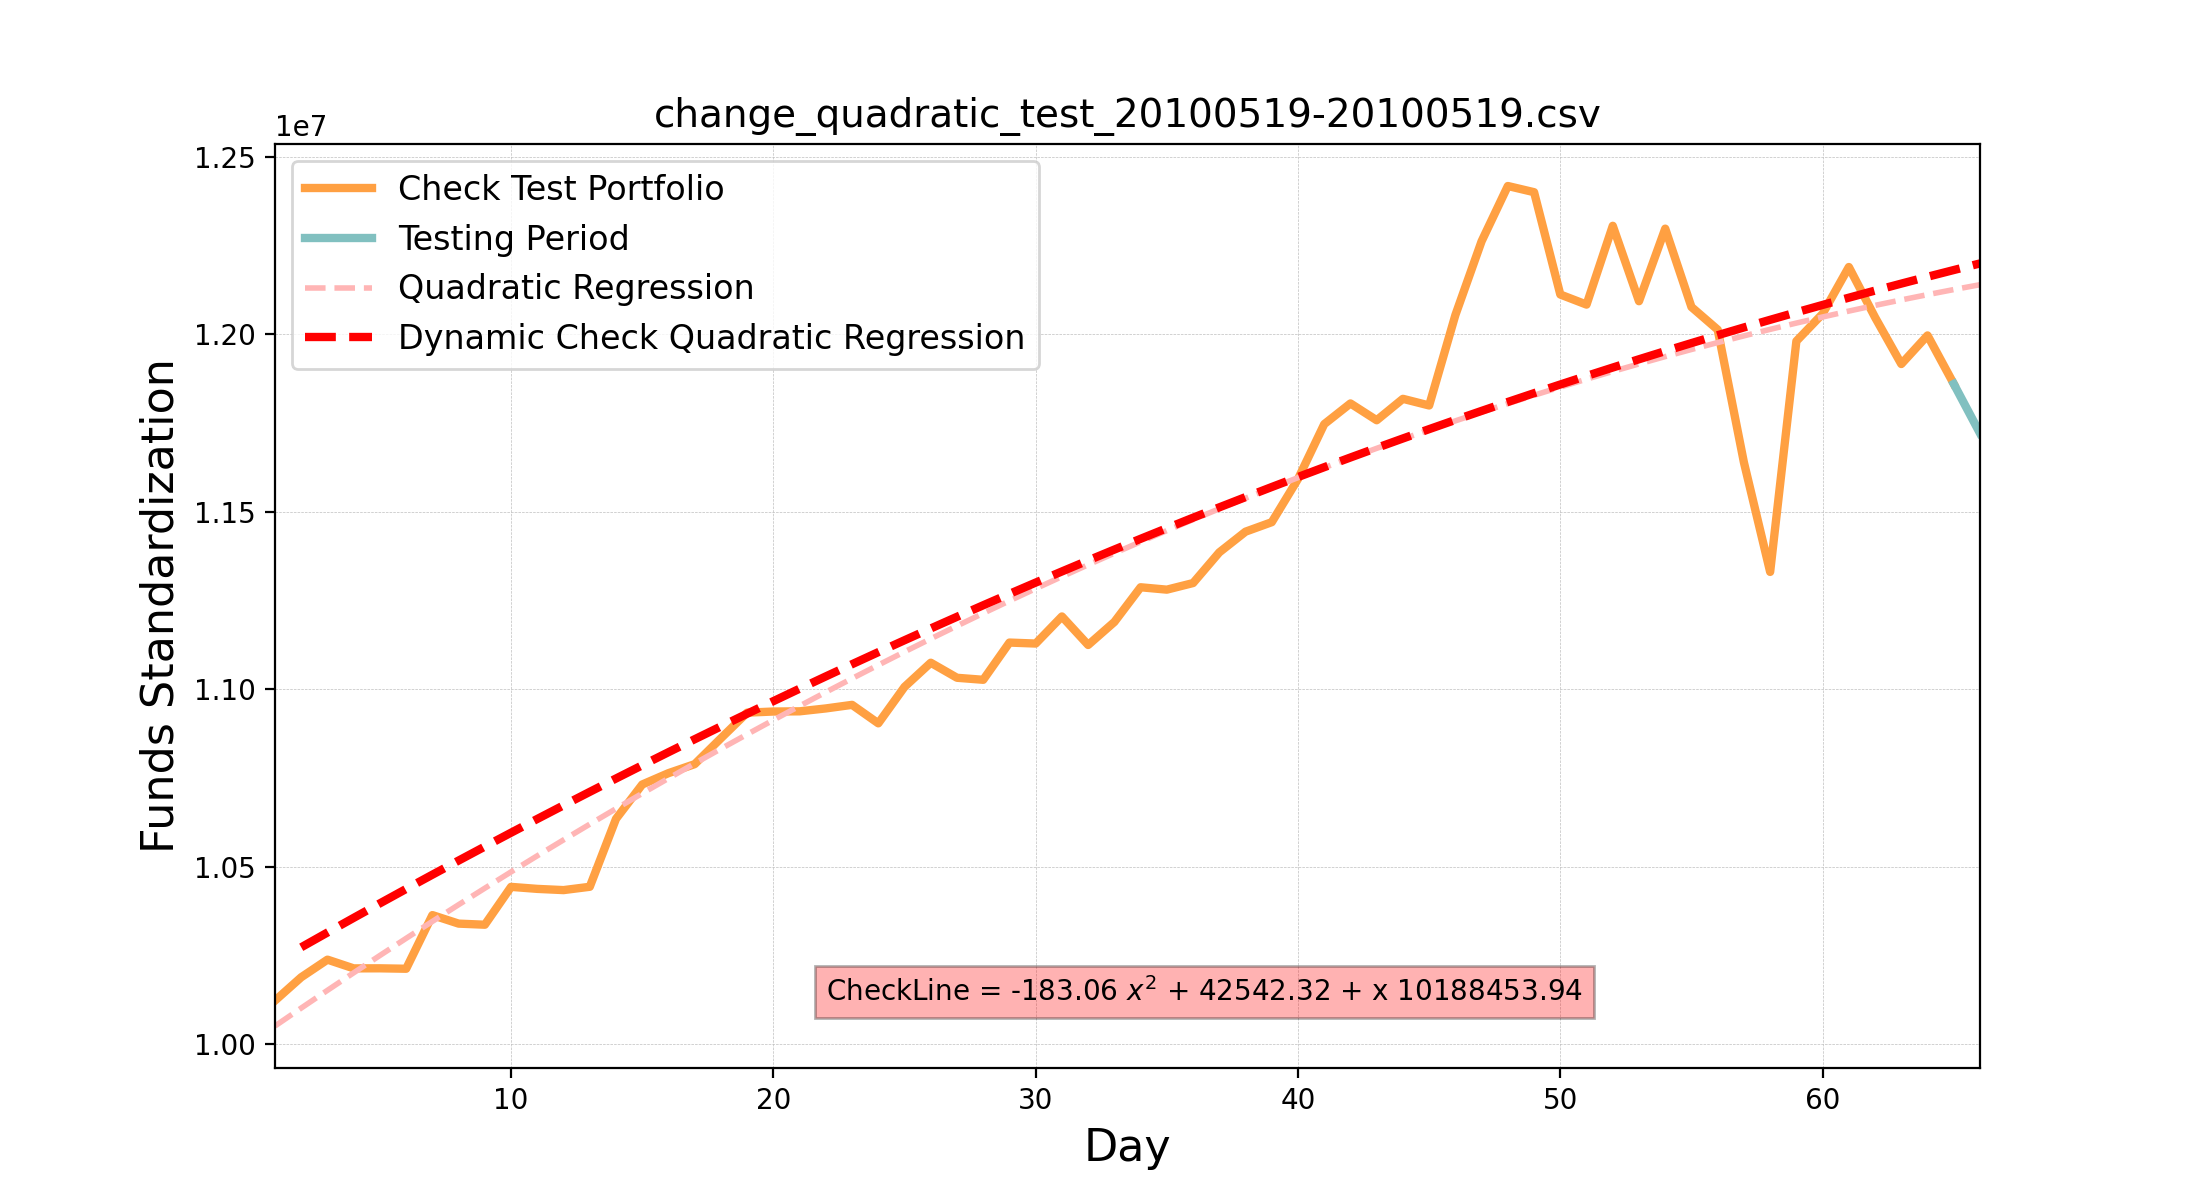 change_quadratic_test_20100519-20100519.csv
1e7
1.25
1.20
1.15
1.10
1.05
1.00
Funds Standardization
Check Test Portfolio
Testing Period
Quadratic Regression
Dynamic Check Quadratic Regression
CheckLine = -183.06 x² + 42542.32 + x 10188453.94
10 20 30 40 50 60
Day